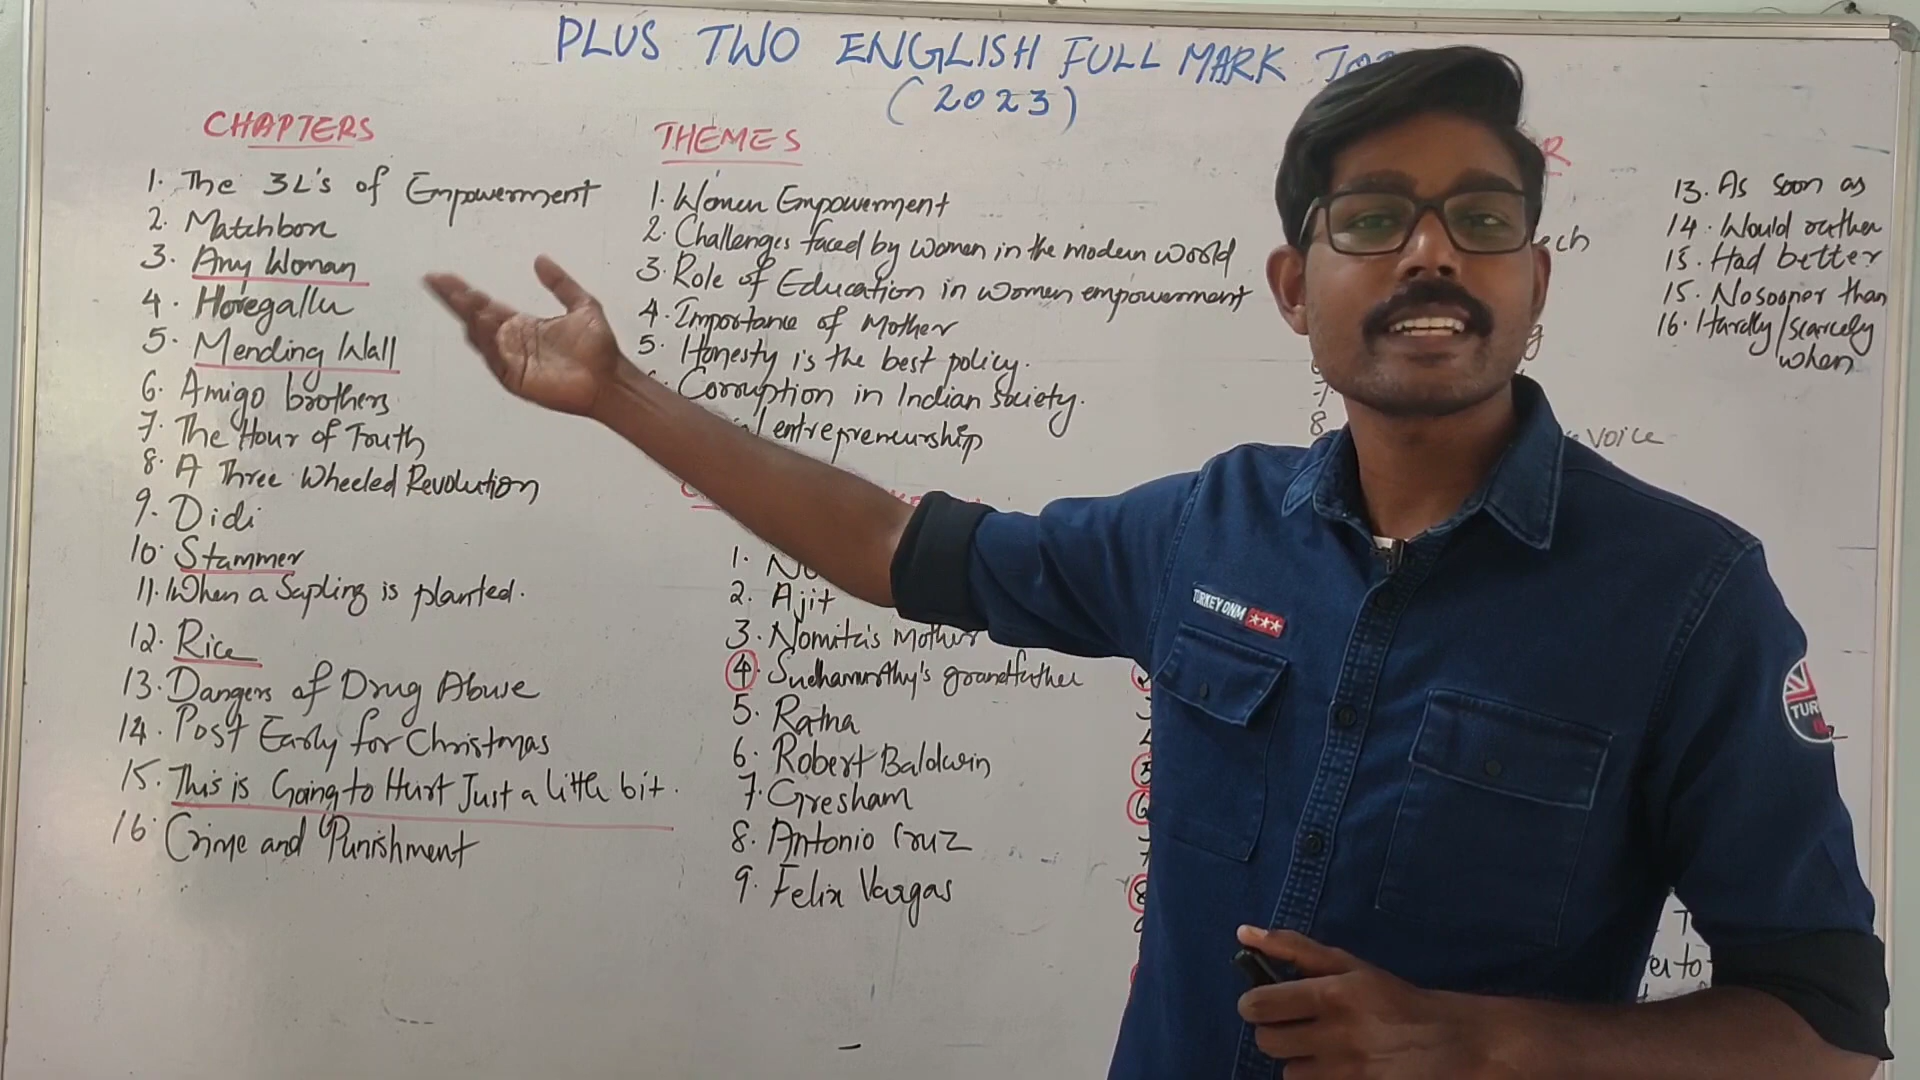 PLUS TWO ENGLISH FULL MARK
(2023)
CHAPTERS
1. The 3L's of Empowerment
2. Matchbox
3. Any Woman
4. Horegallu
5. Mending Wall
6. Amigo brothers
7. The Hour of Truth
8. A Three Wheeled Revolution
9. Didi
10. Stammer
11. When a Sapling is planted.
12. Rice
13. Dangers of Drug Abuse
14. Post Early for Christmas
15. This is Going to Hurt Just a little bit.
16. Crime and Punishment
THEMES
1. Women Empowerment
2. Challenges faced by women in the modern world
3. Role of Education in women empowerment
4. Importance of Mother
5. Honesty is the best policy.
Corruption in Indian society.
entrepreneurship
1.
2. Ajit
3. Nomita's Mother
4. Sudhamurthy's grandfather
5. Ratna
6. Robert Baldwin
7. Gresham
8. Antonio Cruz
9. Felix Vargas
7.
8.
voice
13. As soon as
14. Would rather
15. Had better
15. No sooner than
16. Hardly/scarcely
when
TURKEY DNM
TUR